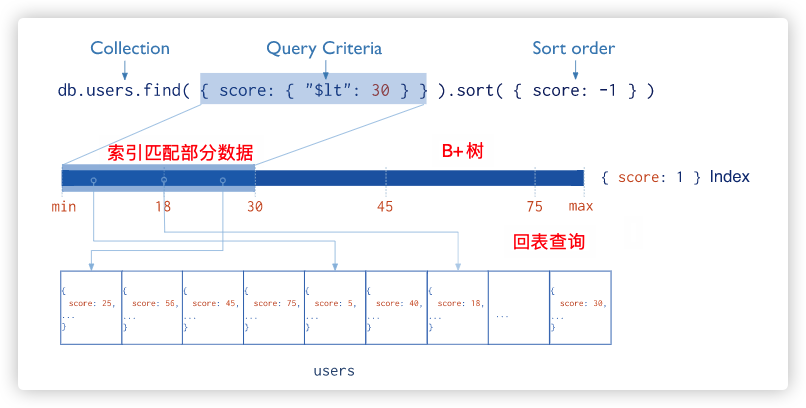 Collection Query Criteria Sort order
db.users.find( { score: { "$lt": 30 } } ).sort( { score: -1 } )
索引匹配部分数据 B+树
{ score: 1 } Index
min 18 30 45 75 max
回表查询
{ { { { { { { {
score: 25, score: 56, score: 45, score: 75, score: 5, score: 40, score: 18, score: 30,
... ... ... ... ... ... ... ... ...
} } } } } } } }
users